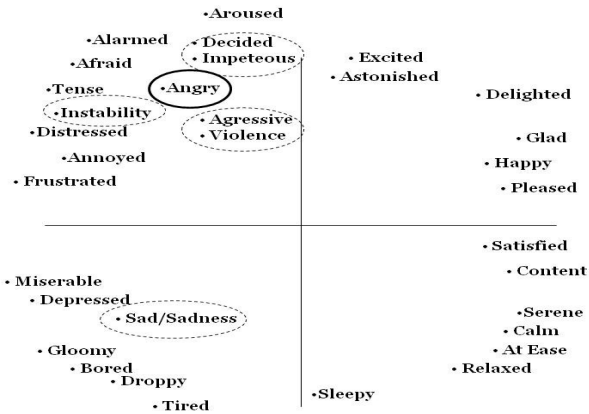 • Aroused
• Alarmed
• Decided
• Impeteous
• Excited
• Afraid
• Astonished
• Tense
• Angry
• Delighted
• Instability
• Agressive
• Distressed
• Violence
• Glad
• Annoyed
• Happy
• Frustrated
• Pleased
• Satisfied
• Content
• Miserable
• Depressed
• Sad/Sadness
• Serene
• Calm
• Gloomy
• At Ease
• Bored
• Relaxed
• Droppy
• Sleepy
• Tired